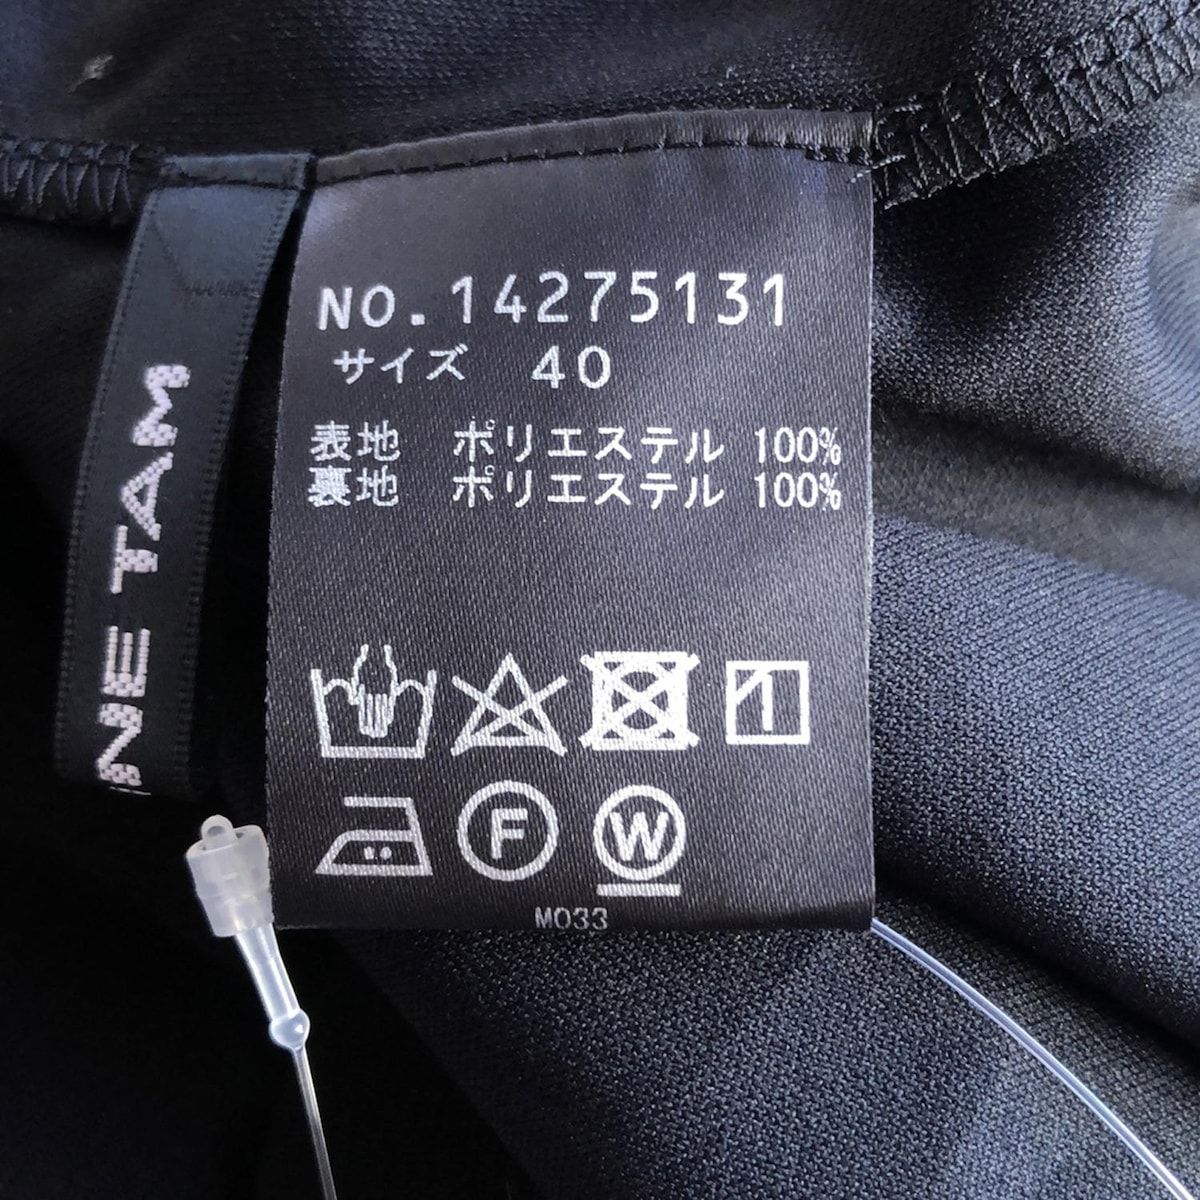 NE TAM
NO.14275131
サイズ 40
表地 ポリエステル 100%
裏地 ポリエステル 100%
1
F
W
M033